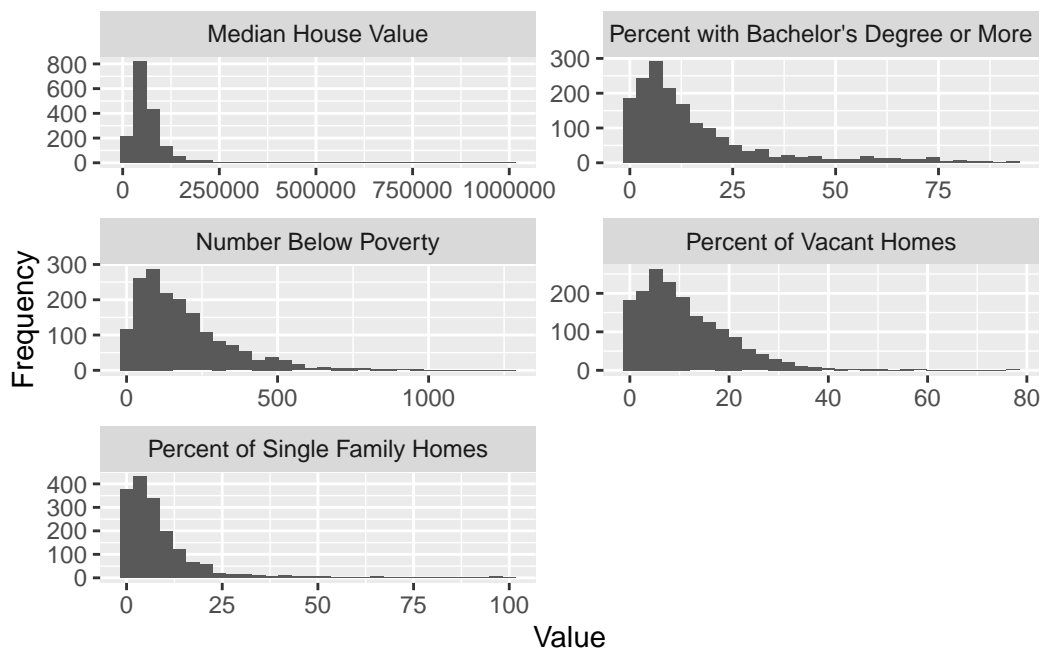 Median House Value
Percent with Bachelor's Degree or More
800
600
400
200
0
0 250000 500000 750000 1000000
300
200
100
0
0 25 50 75
Number Below Poverty
Percent of Vacant Homes
300
200
100
0
0 500 1000
200
100
0
0 20 40 60 80
Frequency
Percent of Single Family Homes
400
300
200
100
0
0 25 50 75 100
Value